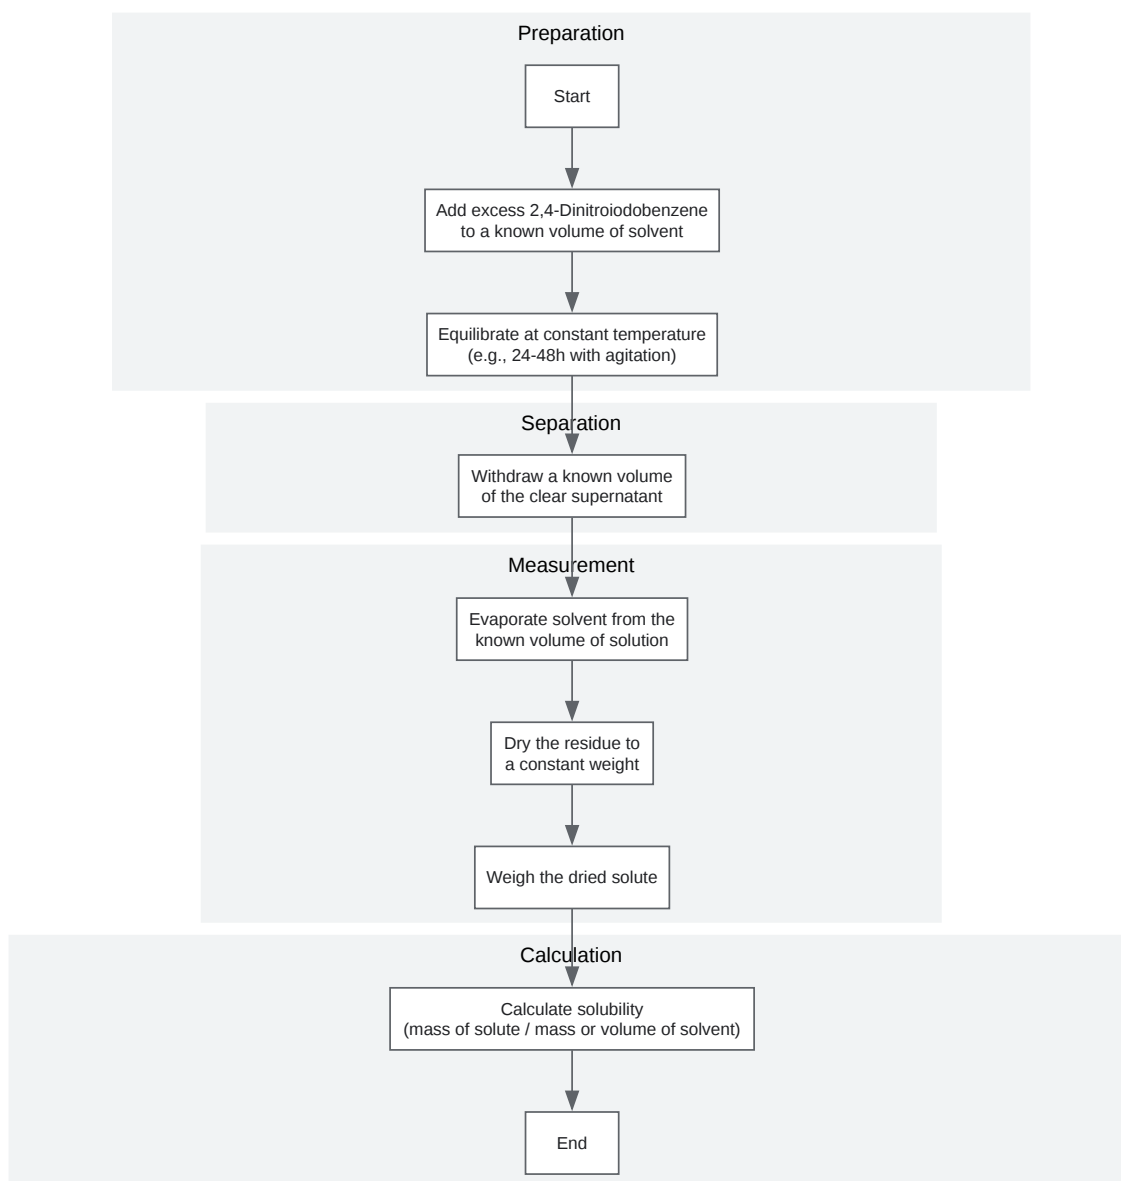 Preparation
Start
Add excess 2,4-Dinitroiodobenzene
to a known volume of solvent
Equilibrate at constant temperature
(e.g., 24-48h with agitation)
Separation
Withdraw a known volume
of the clear supernatant
Measurement
Evaporate solvent from the
known volume of solution
Dry the residue to
a constant weight
Weigh the dried solute
Calculation
Calculate solubility
(mass of solute / mass or volume of solvent)
End